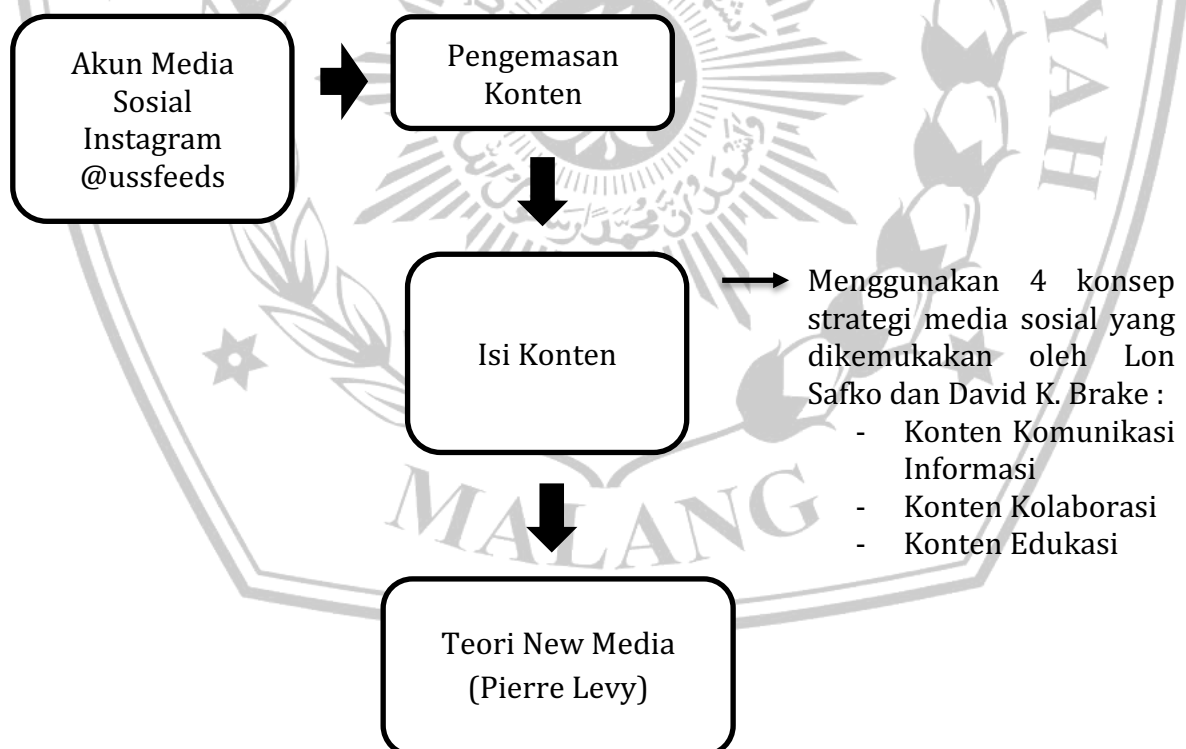 Akun Media
Sosial
Instagram
@ussfeeds
Pengemasan
Konten
Isi Konten
Menggunakan 4 konsep
strategi media sosial yang
dikemukakan oleh Lon
Safko dan David K. Brake :
- Konten Komunikasi
Informasi
- Konten Kolaborasi
- Konten Edukasi
Teori New Media
(Pierre Levy)
MALANG
YAH